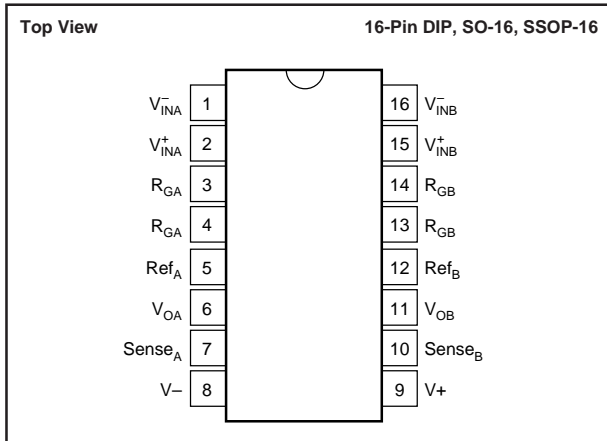 Top View 16-Pin DIP, SO-16, SSOP-16
V⁻INA 1 16 V⁻INB
V⁺INA 2 15 V⁺INB
RGA 3 14 RGB
RGA 4 13 RGB
RefA 5 12 RefB
VOA 6 11 VOB
SenseA 7 10 SenseB
V– 8 9 V+